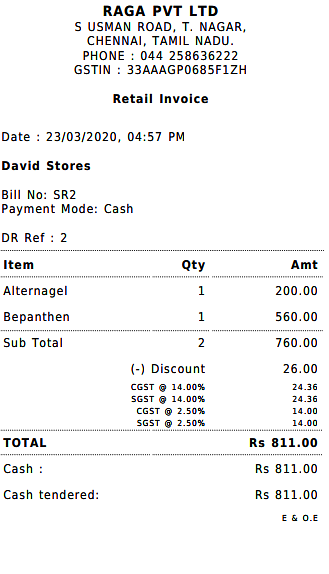 RAGA PVT LTD
S USMAN ROAD, T. NAGAR,
CHENNAI, TAMIL NADU.
PHONE : 044 258636222
GSTIN : 33AAAGP0685F1ZH
Retail Invoice
Date : 23/03/2020, 04:57 PM
David Stores
Bill No: SR2
Payment Mode: Cash
DR Ref : 2
Item Qty Amt
Alternagel 1 200.00
Bepanthen 1 560.00
Sub Total 2 760.00
(-) Discount 26.00
CGST @ 14.00% 24.36
SGST @ 14.00% 24.36
CGST @ 2.50% 14.00
SGST @ 2.50% 14.00
TOTAL Rs 811.00
Cash : Rs 811.00
Cash tendered: Rs 811.00
E & O.E